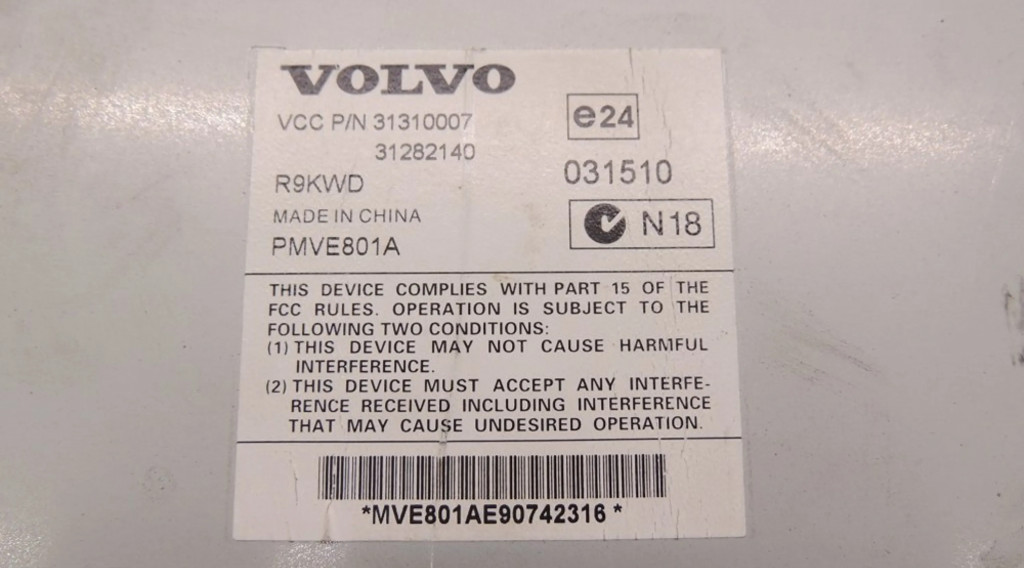 VOLVO
VCC P/N 31310007
31282140
R9KWD
MADE IN CHINA
PMVE801A
e24
031510
N18
THIS DEVICE COMPLIES WITH PART 15 OF THE
FCC RULES. OPERATION IS SUBJECT TO THE
FOLLOWING TWO CONDITIONS:
(1) THIS DEVICE MAY NOT CAUSE HARMFUL
INTERFERENCE.
(2) THIS DEVICE MUST ACCEPT ANY INTERFE-
RENCE RECEIVED INCLUDING INTERFERENCE
THAT MAY CAUSE UNDESIRED OPERATION.
*MVE801AE90742316*